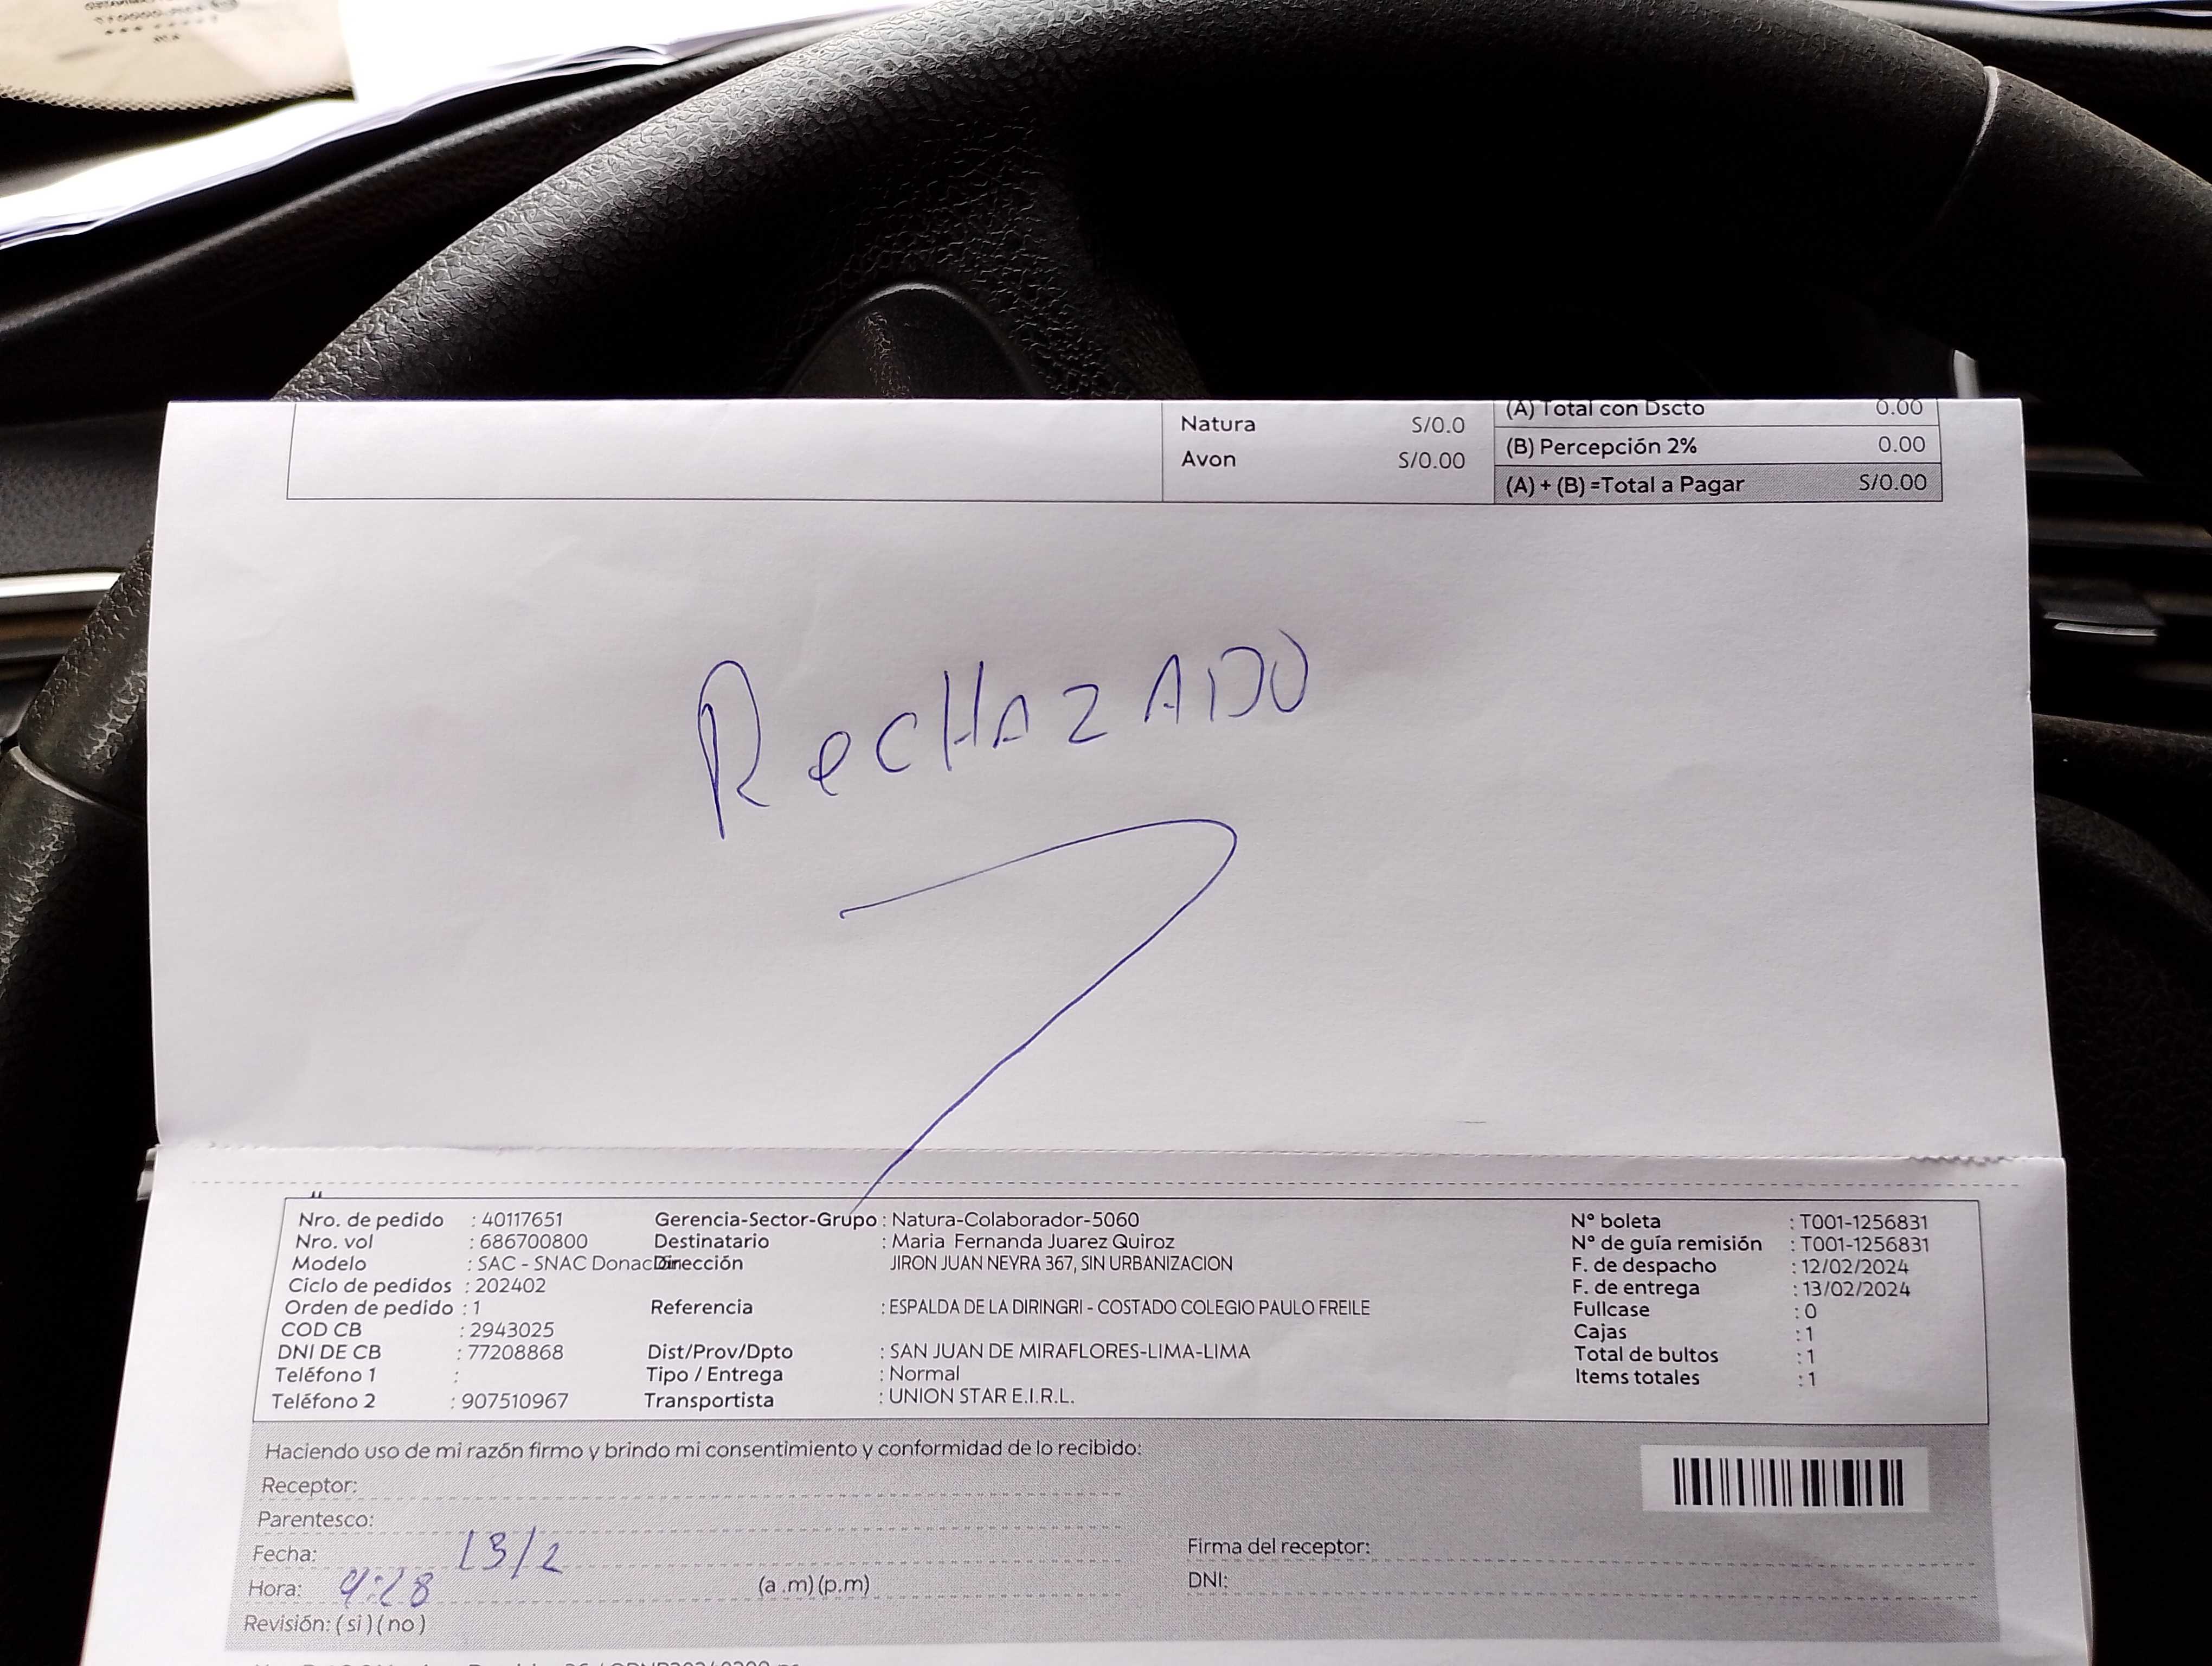 Natura S/0.0
Avon S/0.00
(A) Total con Dscto 0.00
(B) Percepción 2% 0.00
(A) + (B) =Total a Pagar S/0.00
RecHAZADO
Nro. de pedido : 40117651
Nro. vol : 686700800
Modelo : SAC - SNAC Donac
Ciclo de pedidos : 202402
Orden de pedido : 1
COD CB : 2943025
DNI DE CB : 77208868
Teléfono 1 :
Teléfono 2 : 907510967
Gerencia-Sector-Grupo : Natura-Colaborador-5060
Destinatario : Maria Fernanda Juarez Quiroz
Dirección JIRON JUAN NEYRA 367, SIN URBANIZACION
Referencia : ESPALDA DE LA DIRINGRI - COSTADO COLEGIO PAULO FREILE
Dist/Prov/Dpto : SAN JUAN DE MIRAFLORES-LIMA-LIMA
Tipo / Entrega : Normal
Transportista : UNION STAR E.I.R.L.
N° boleta : T001-1256831
N° de guía remisión : T001-1256831
F. de despacho : 12/02/2024
F. de entrega : 13/02/2024
Fullcase : 0
Cajas : 1
Total de bultos : 1
Items totales : 1
Haciendo uso de mi razón firmo y brindo mi consentimiento y conformidad de lo recibido:
Receptor:
Parentesco:
Fecha: 13/2
Hora: 4:28 (a .m) (p.m)
Revisión: ( si ) ( no )
Firma del receptor:
DNI: